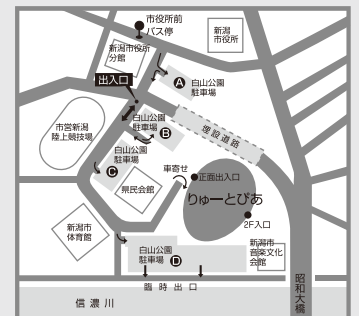 市役所前
バス停
新潟市役所
分館
新潟
市役所
出入口
A
白山公園
駐車場
白山公園
駐車場
B
埋設道路
市営新潟
陸上競技場
白山公園
駐車場
C
車寄せ
正面出入口
県民会館
りゅーとぴあ
2F入口
新潟市
体育館
白山公園
駐車場
D
新潟市
音楽文化
会館
臨時出口
昭和大橋
信濃川